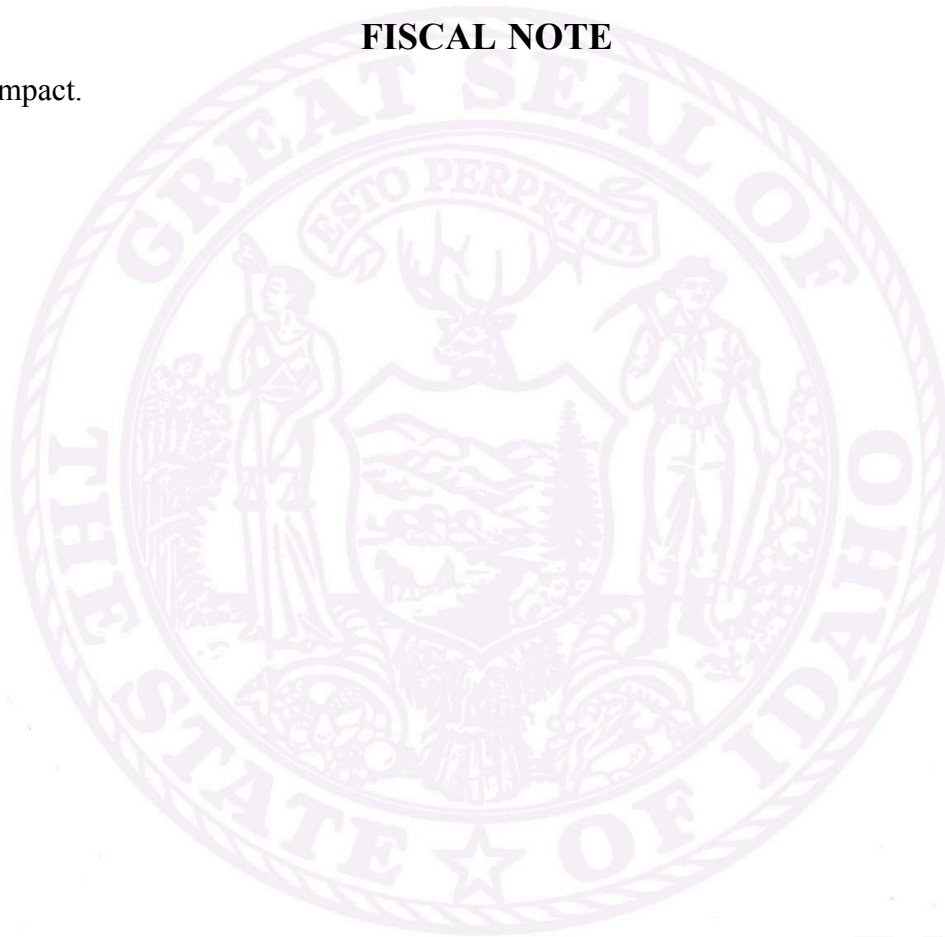 FISCAL NOTE
mpact.
GREAT SEAL OF
ESTO PERPETUA
THE STATE OF IDAHO